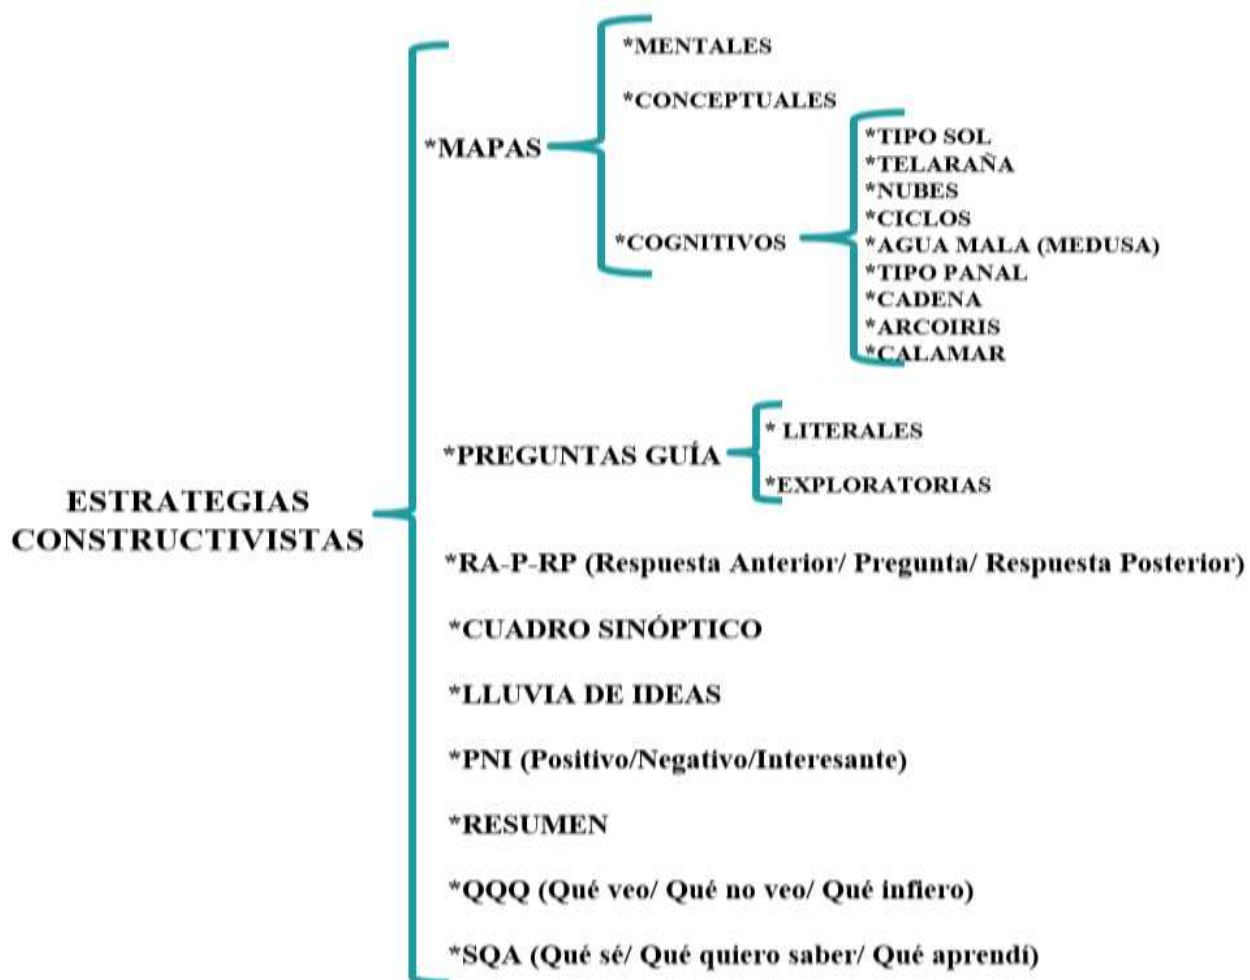 *MENTALES
*CONCEPTUALES
*MAPAS
*TIPO SOL
*TELARAÑA
*NUBES
*CICLOS
*COGNITIVOS
*AGUA MALA (MEDUSA)
*TIPO PANAL
*CADENA
*ARCOIRIS
*CALAMAR
* LITERALES
*PREGUNTAS GUÍA
*EXPLORATORIAS
ESTRATEGIAS
CONSTRUCTIVISTAS
*RA-P-RP (Respuesta Anterior/ Pregunta/ Respuesta Posterior)
*CUADRO SINÓPTICO
*LLUVIA DE IDEAS
*PNI (Positivo/Negativo/Interesante)
*RESUMEN
*QQQ (Qué veo/ Qué no veo/ Qué infiero)
*SQA (Qué sé/ Qué quiero saber/ Qué aprendí)